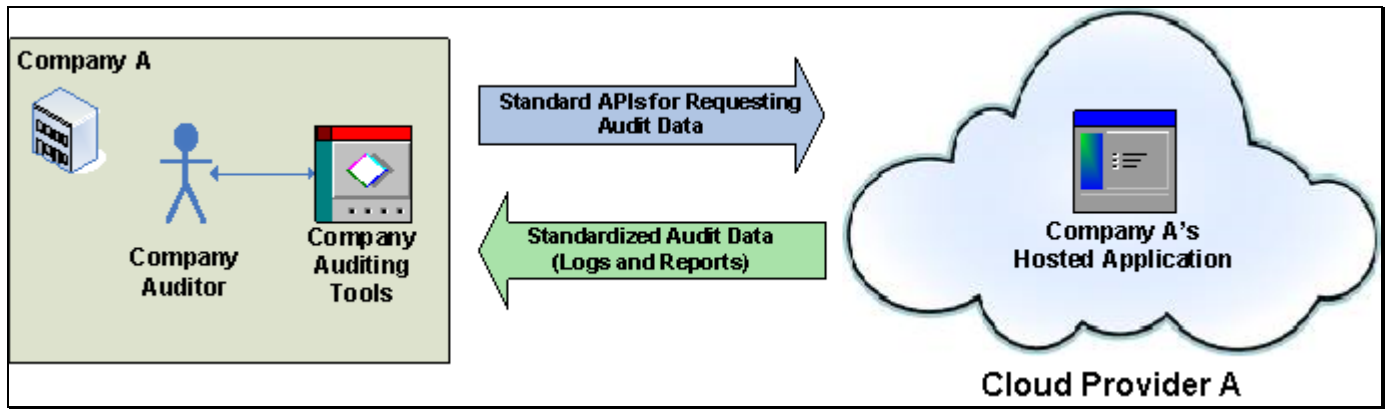 Company A
Company
Auditor
Company
Auditing
Tools
Standard APIs for Requesting
Audit Data
Standardized Audit Data
(Logs and Reports)
Company A's
Hosted Application
Cloud Provider A